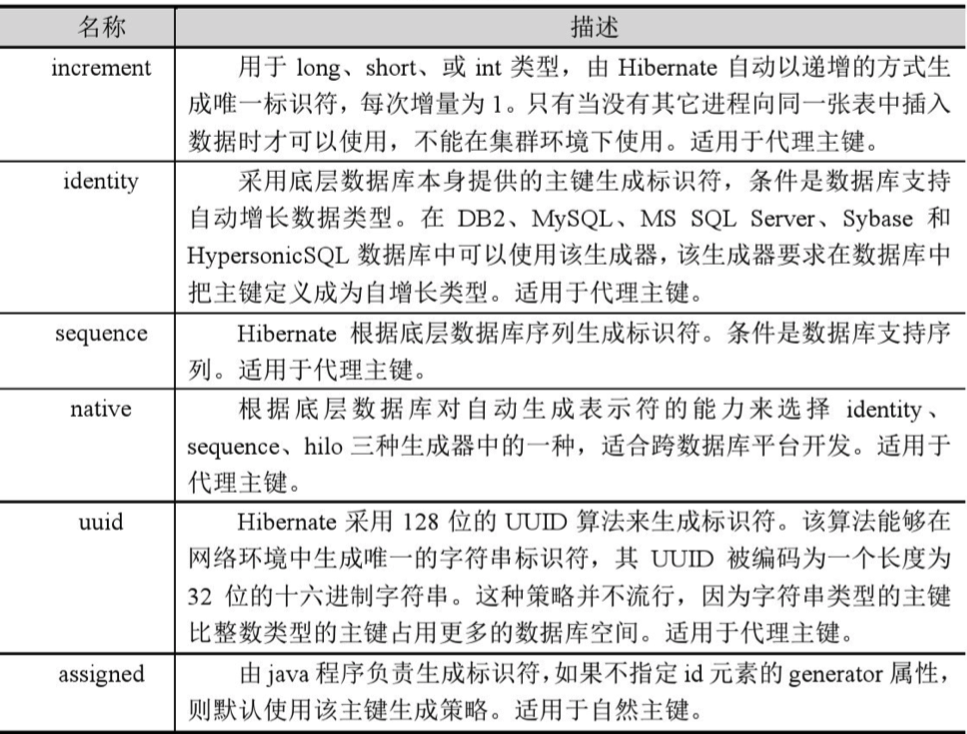 名称 描述
increment 用于 long、short、或 int 类型，由 Hibernate 自动以递增的方式生
成唯一标识符，每次增量为 1。只有当没有其它进程向同一张表中插入
数据时才可以使用，不能在集群环境下使用。适用于代理主键。
identity 采用底层数据库本身提供的主键生成标识符，条件是数据库支持
自动增长数据类型。在 DB2、MySQL、MS SQL Server、Sybase 和
HypersonicSQL 数据库中可以使用该生成器，该生成器要求在数据库中
把主键定义成为自增长类型。适用于代理主键。
sequence Hibernate 根据底层数据库序列生成标识符。条件是数据库支持序
列。适用于代理主键。
native 根据底层数据库对自动生成表示符的能力来选择 identity、
sequence、hilo 三种生成器中的一种，适合跨数据库平台开发。适用于
代理主键。
uuid Hibernate 采用 128 位的 UUID 算法来生成标识符。该算法能够在
网络环境中生成唯一的字符串标识符，其 UUID 被编码为一个长度为
32 位的十六进制字符串。这种策略并不流行，因为字符串类型的主键
比整数类型的主键占用更多的数据库空间。适用于代理主键。
assigned 由 java 程序负责生成标识符，如果不指定 id 元素的 generator 属性，
则默认使用该主键生成策略。适用于自然主键。